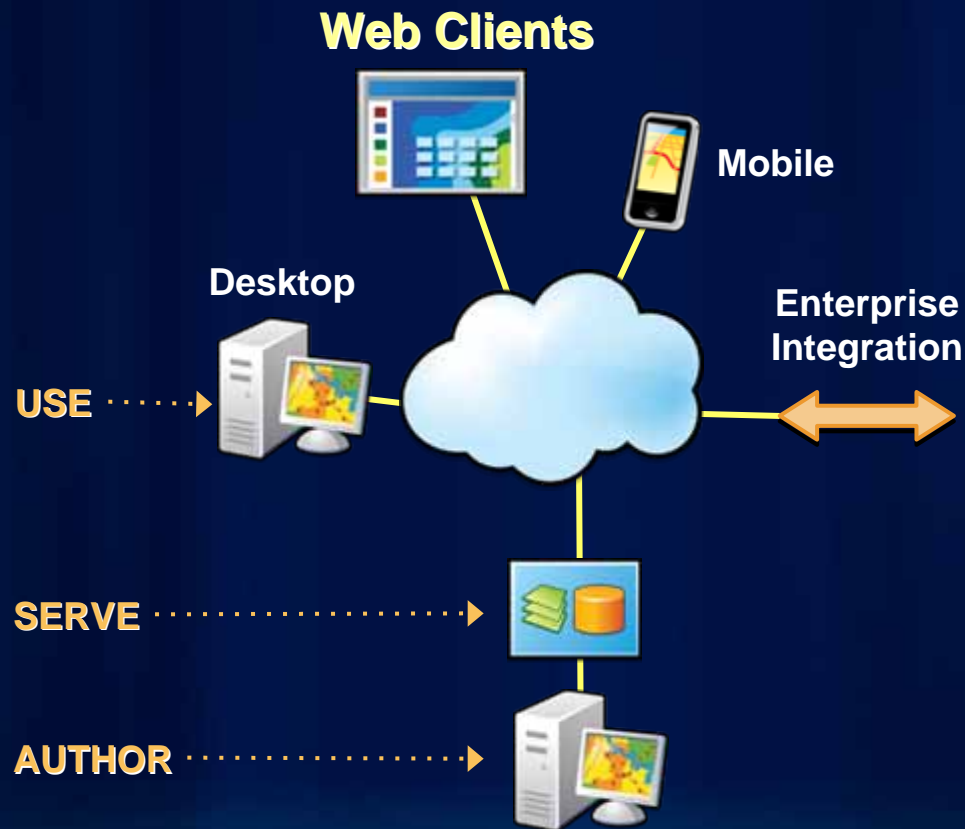 Web Clients
Mobile
Desktop
Enterprise
Integration
USE
SERVE
AUTHOR